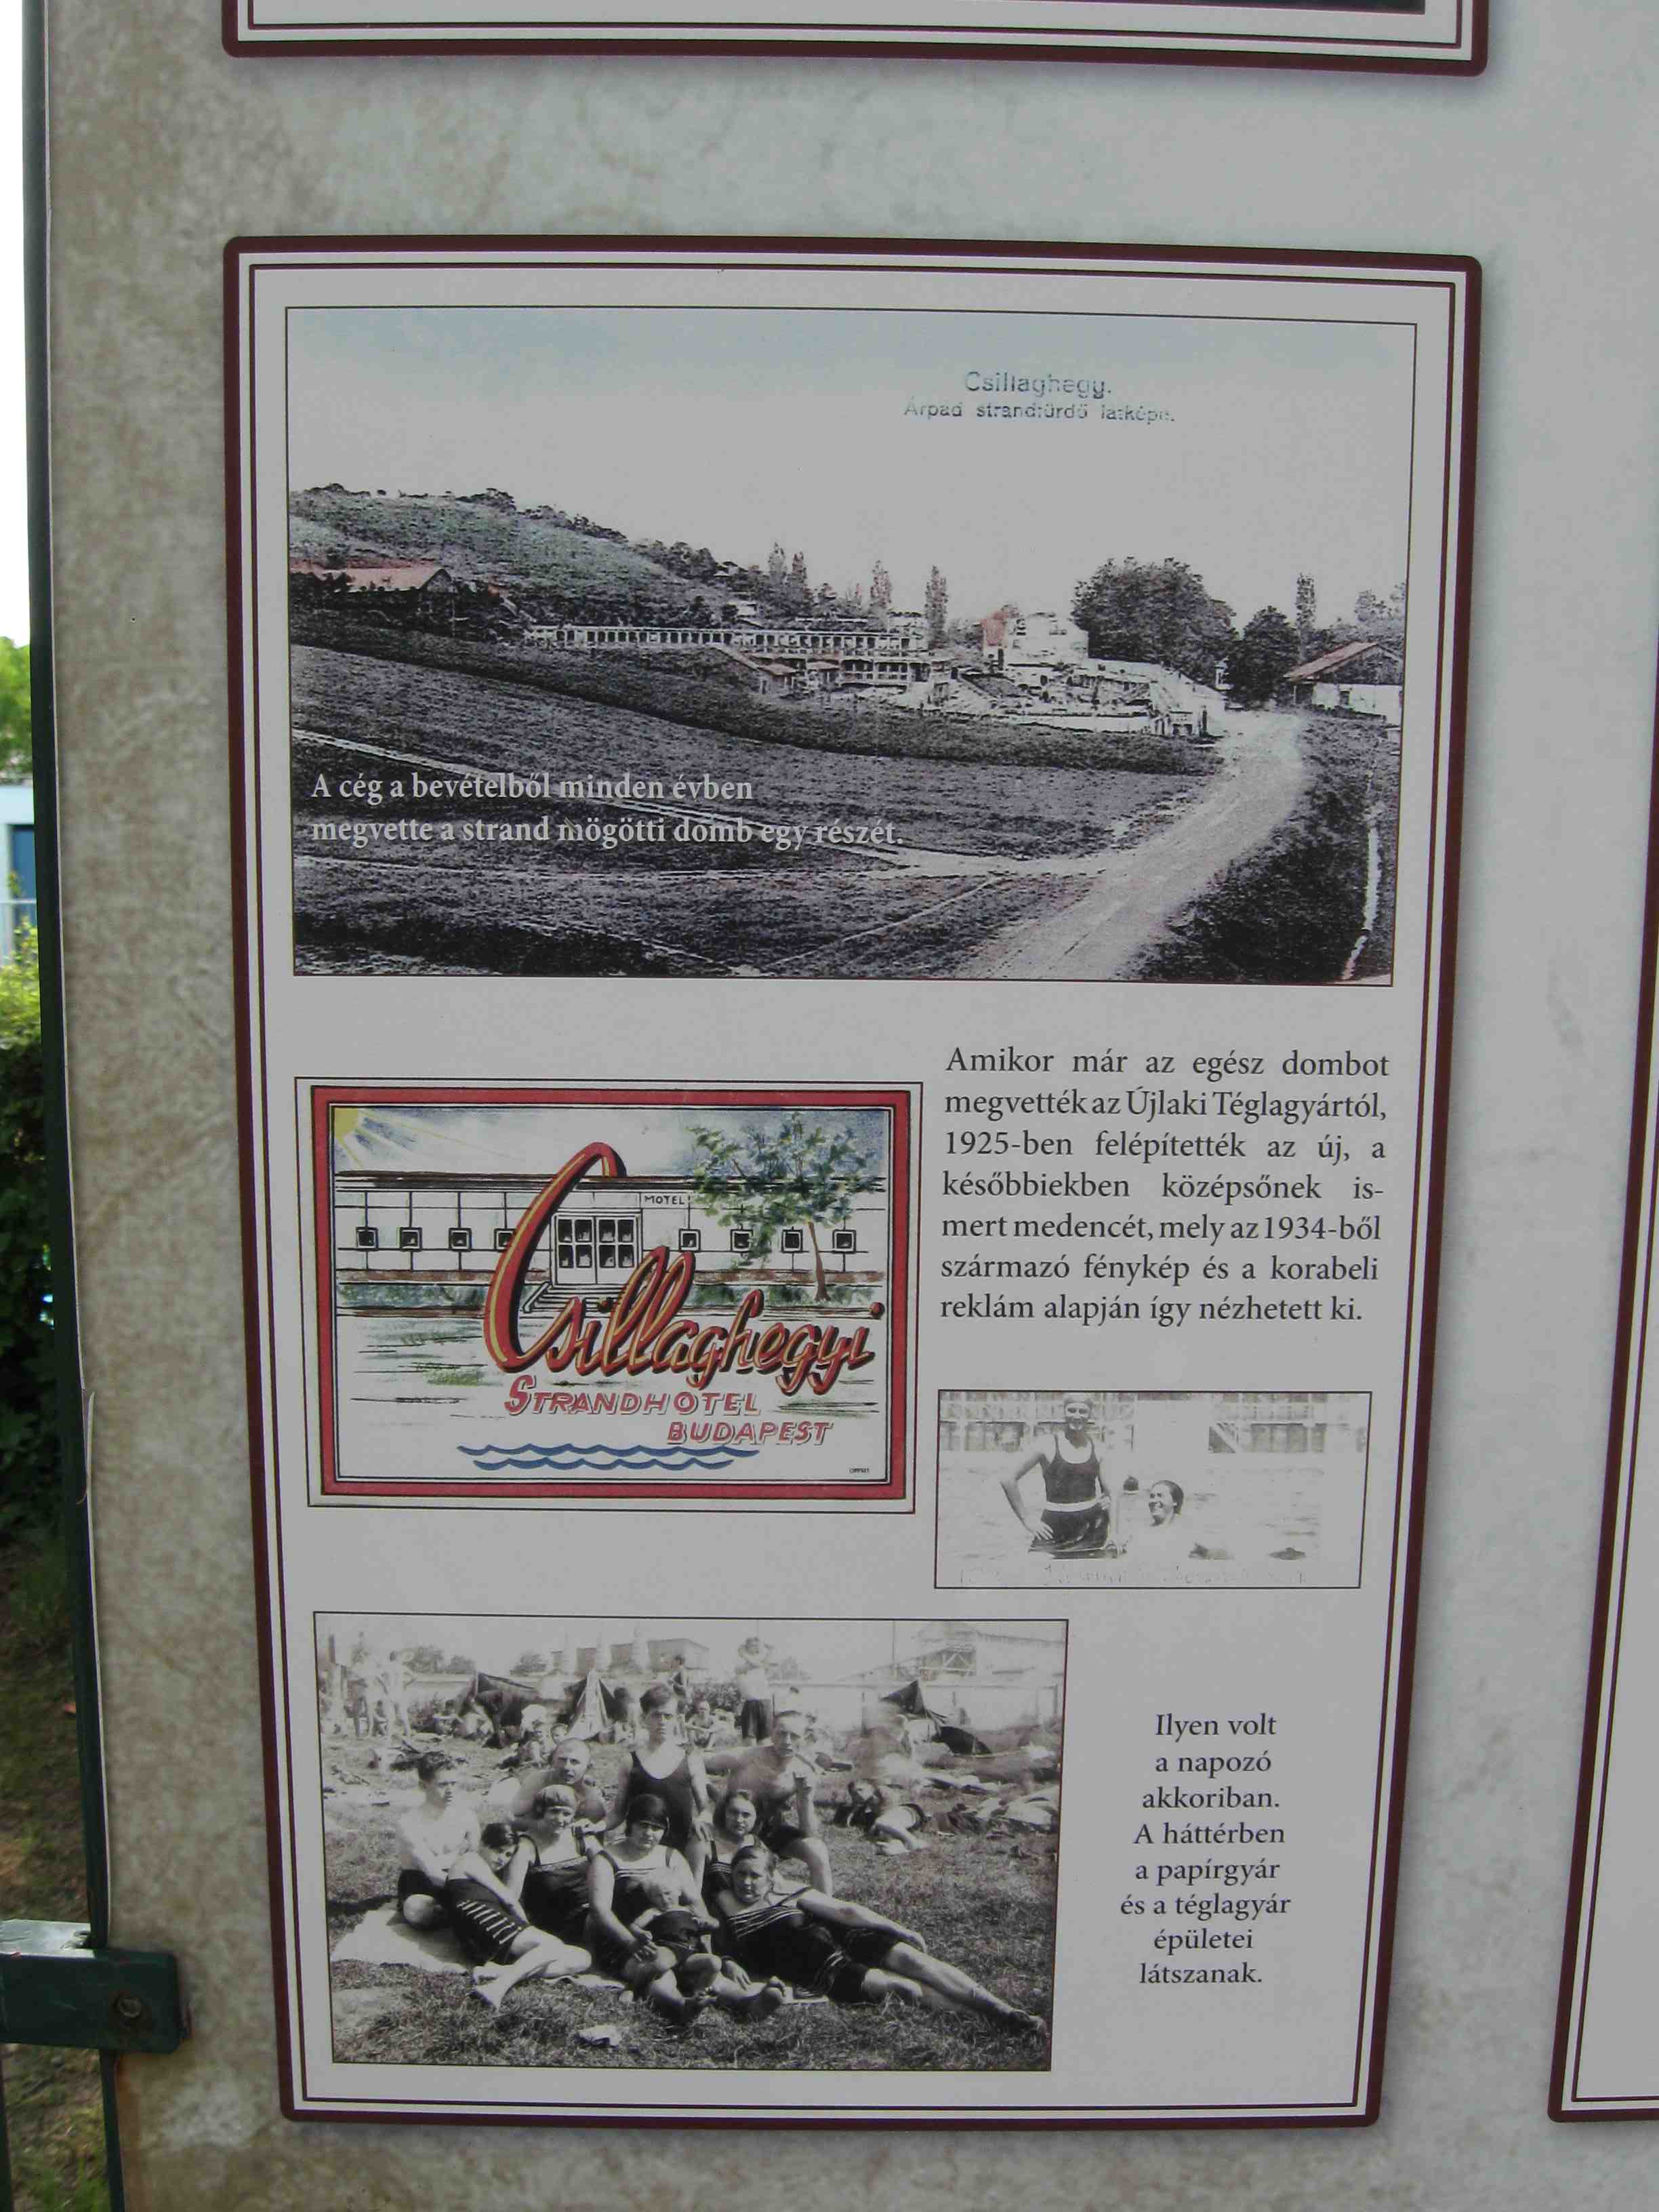 Csillaghegy.
Árpád strandfürdő látképe.
A cég a bevételből minden évben
megvette a strand mögötti domb egy részét.
Amikor már az egész dombot
megvették az Újlaki Téglagyártól,
1925-ben felépítették az új, a
későbbiekben középsőnek is-
mert medencét, mely az 1934-ből
származó fénykép és a korabeli
reklám alapján így nézhetett ki.
MOTEL
Csillaghegyi
STRANDHOTEL
BUDAPEST
Ilyen volt
a napozó
akkoriban.
A háttérben
a papírgyár
és a téglagyár
épületei
látszanak.